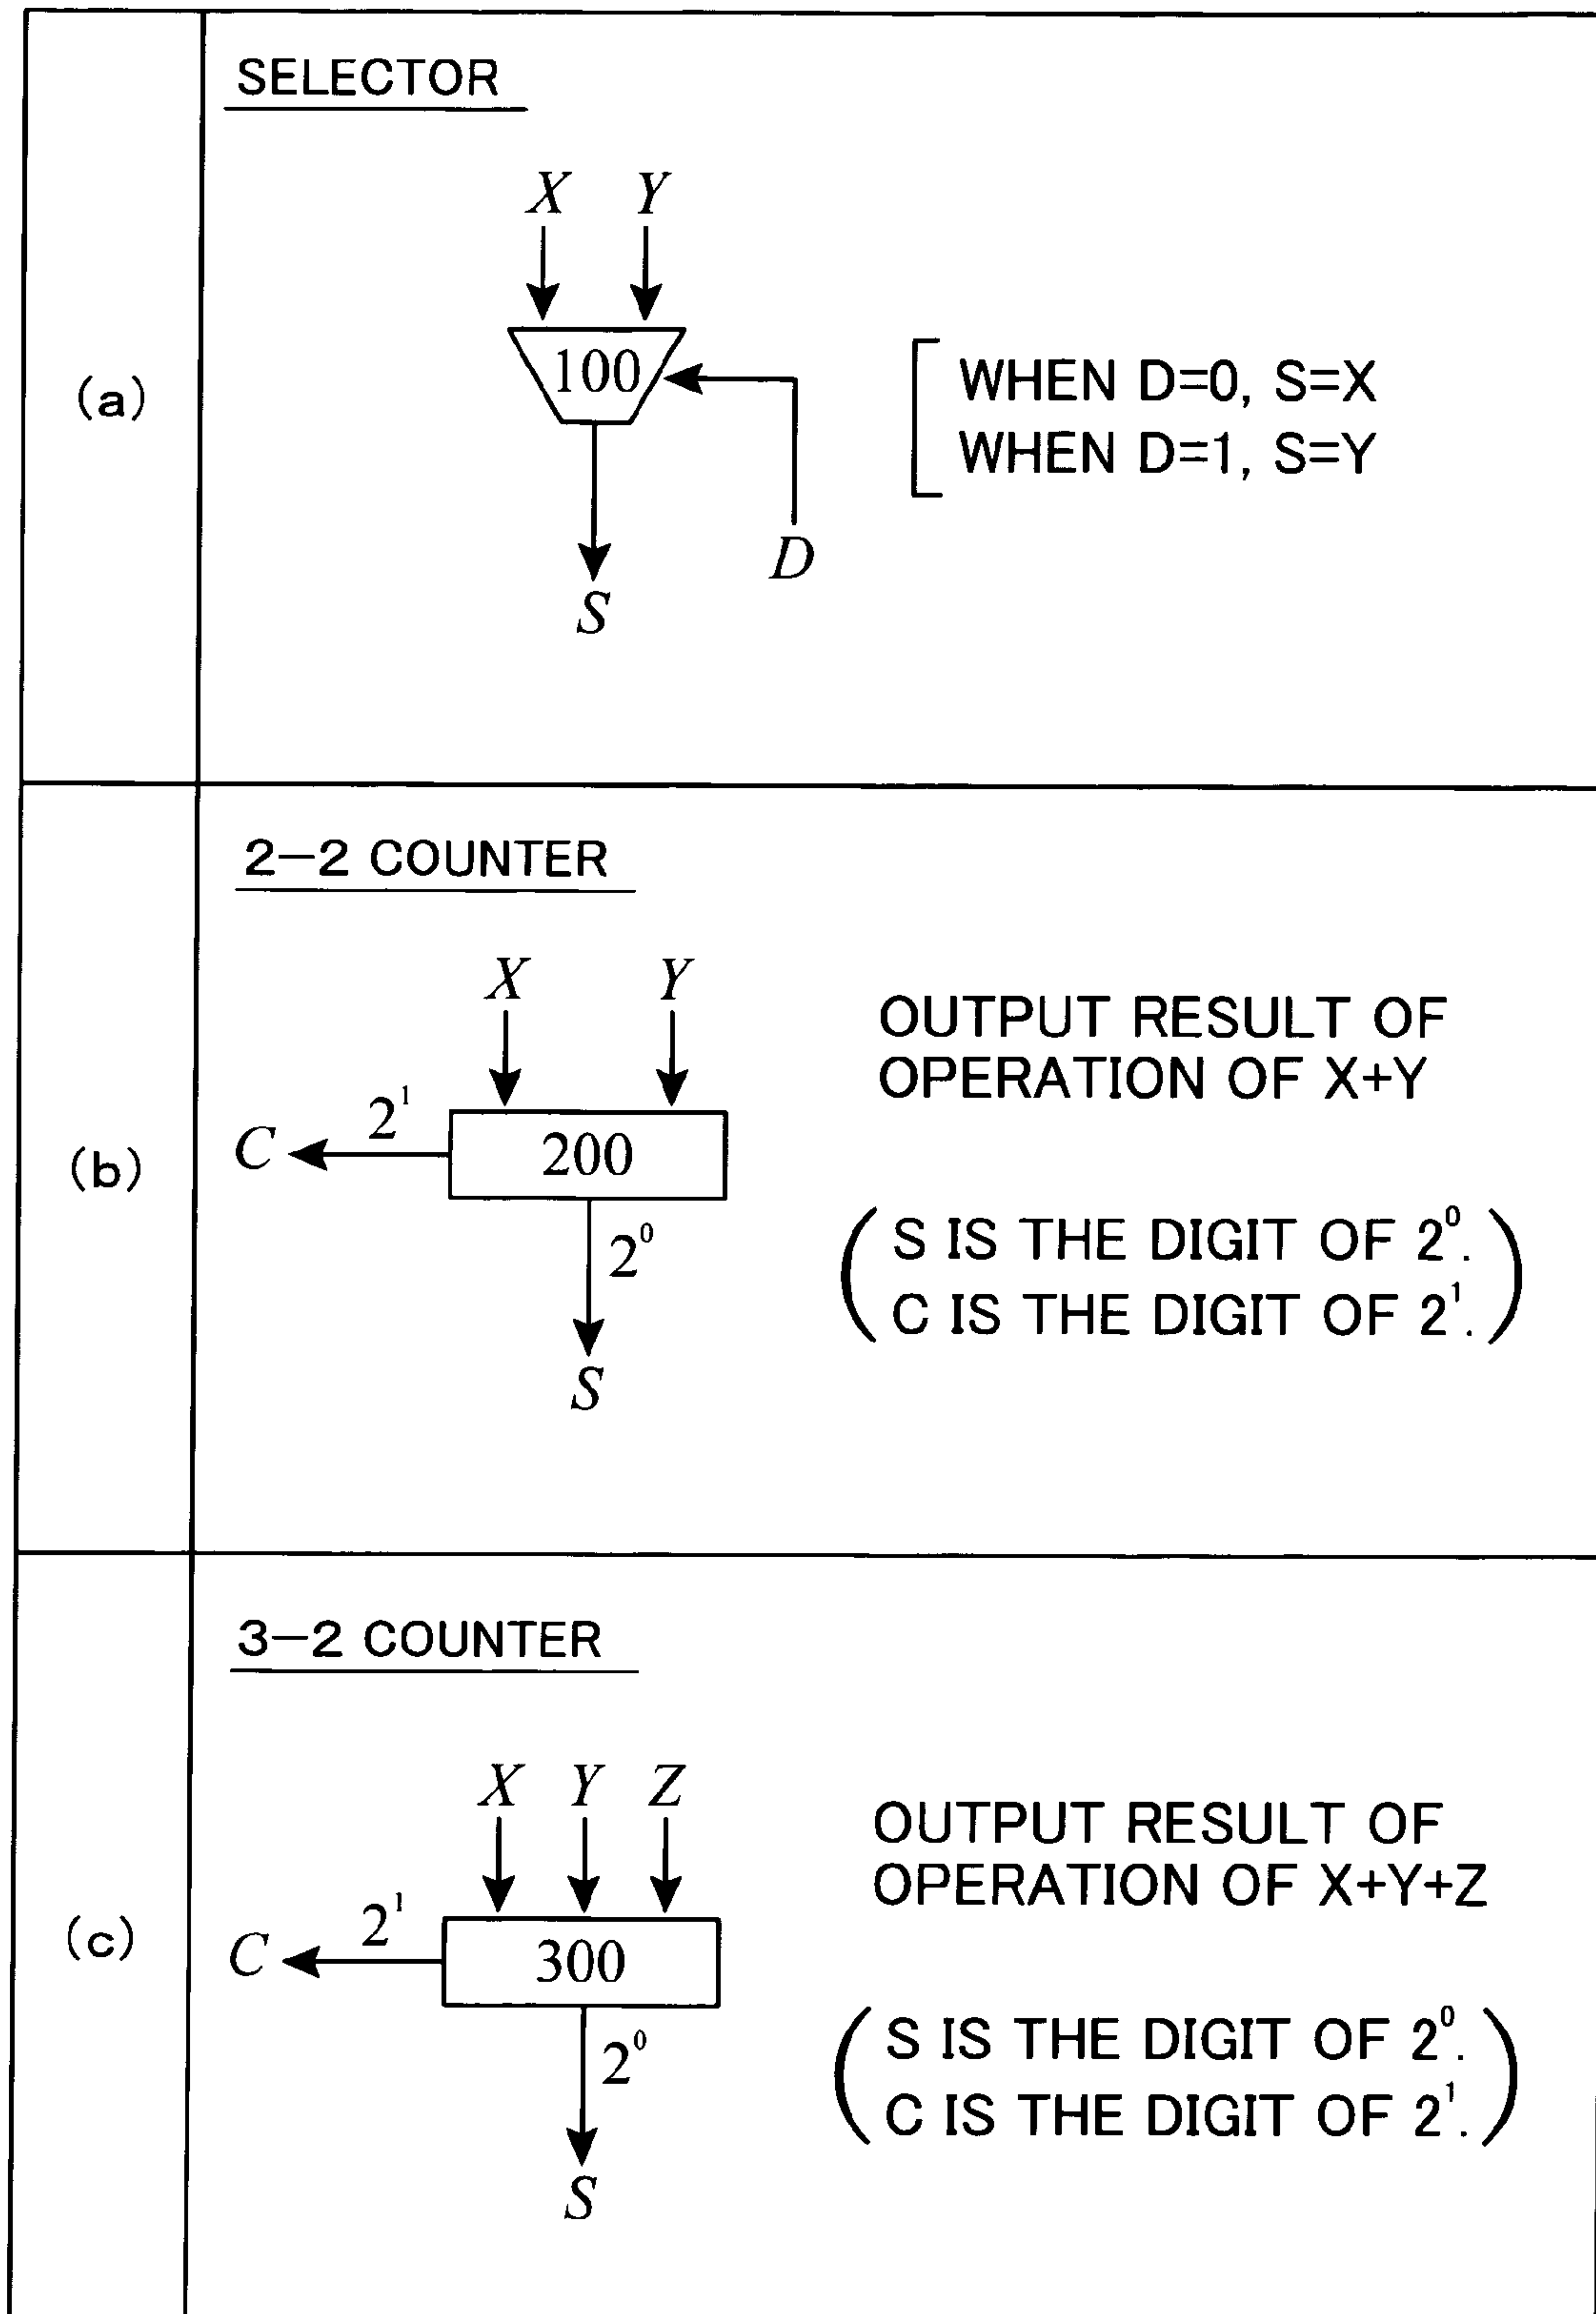 SELECTOR
X Y
100
(a)
WHEN D=0, S=X
WHEN D=1, S=Y
D
S
2-2 COUNTER
X Y
OUTPUT RESULT OF
OPERATION OF X+Y
C 2¹ 200
(b)
2⁰
S IS THE DIGIT OF 2⁰.
C IS THE DIGIT OF 2¹.
S
3-2 COUNTER
X Y Z
OUTPUT RESULT OF
OPERATION OF X+Y+Z
(c)
C 2¹ 300
2⁰
S IS THE DIGIT OF 2⁰.
C IS THE DIGIT OF 2¹.
S